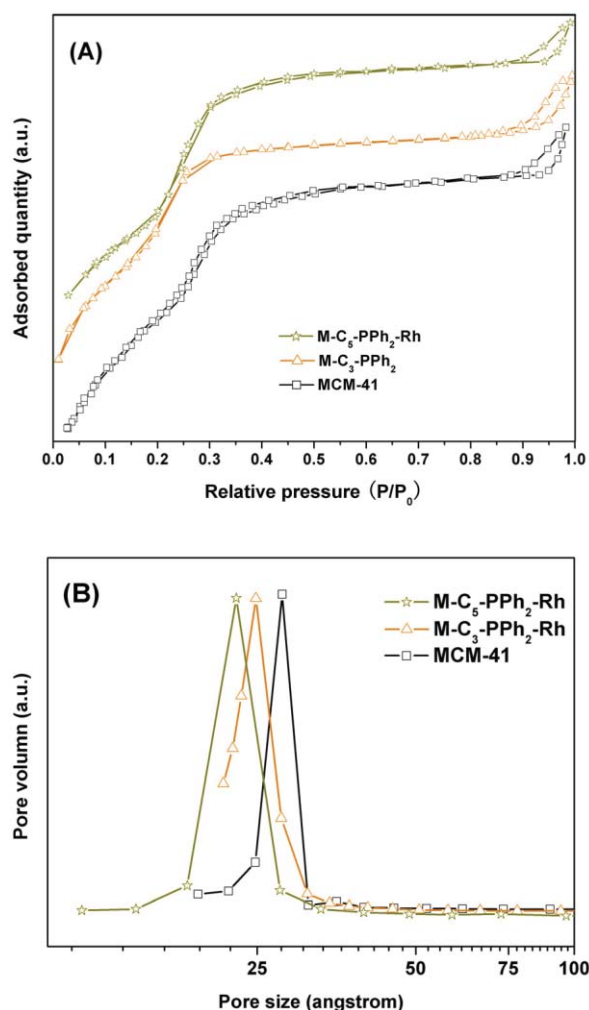 (A)
Adsorbed quantity (a.u.)
M-C₅-PPh₂-Rh
M-C₃-PPh₂
MCM-41
0.0 0.1 0.2 0.3 0.4 0.5 0.6 0.7 0.8 0.9 1.0
Relative pressure (P/P₀)
(B)
Pore volumn (a.u.)
M-C₅-PPh₂-Rh
M-C₃-PPh₂-Rh
MCM-41
25 50 75 100
Pore size (angstrom)